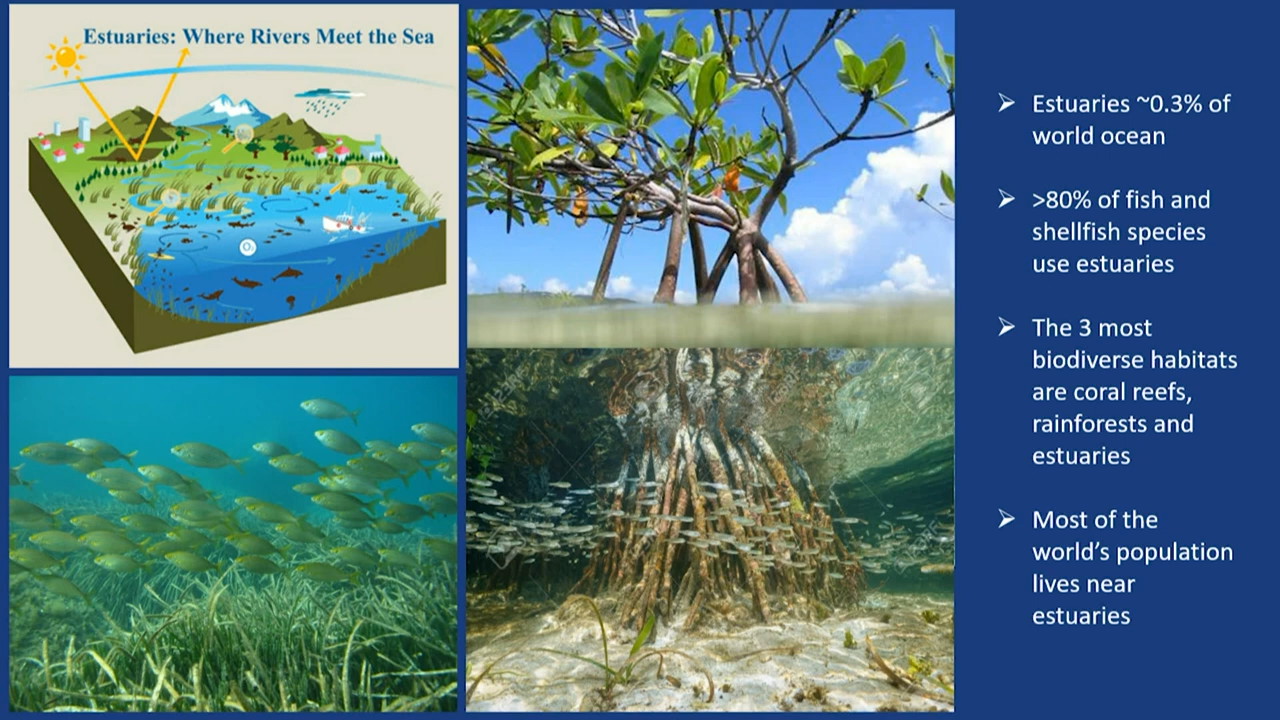 Estuaries: Where Rivers Meet the Sea
O₂
➢ Estuaries ~0.3% of
world ocean
➢ >80% of fish and
shellfish species
use estuaries
➢ The 3 most
biodiverse habitats
are coral reefs,
rainforests and
estuaries
➢ Most of the
world’s population
lives near
estuaries